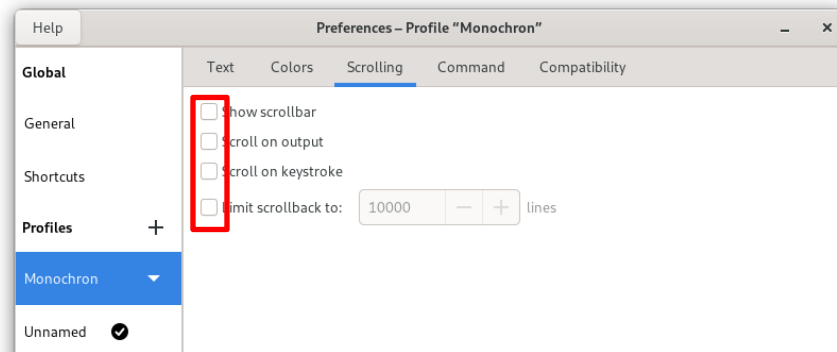 Help
Preferences – Profile “Monochron”
Global
Text Colors Scrolling Command Compatibility
Show scrollbar
General
Scroll on output
Scroll on keystroke
Shortcuts
Limit scrollback to: 10000 lines
Profiles
Monochron
Unnamed